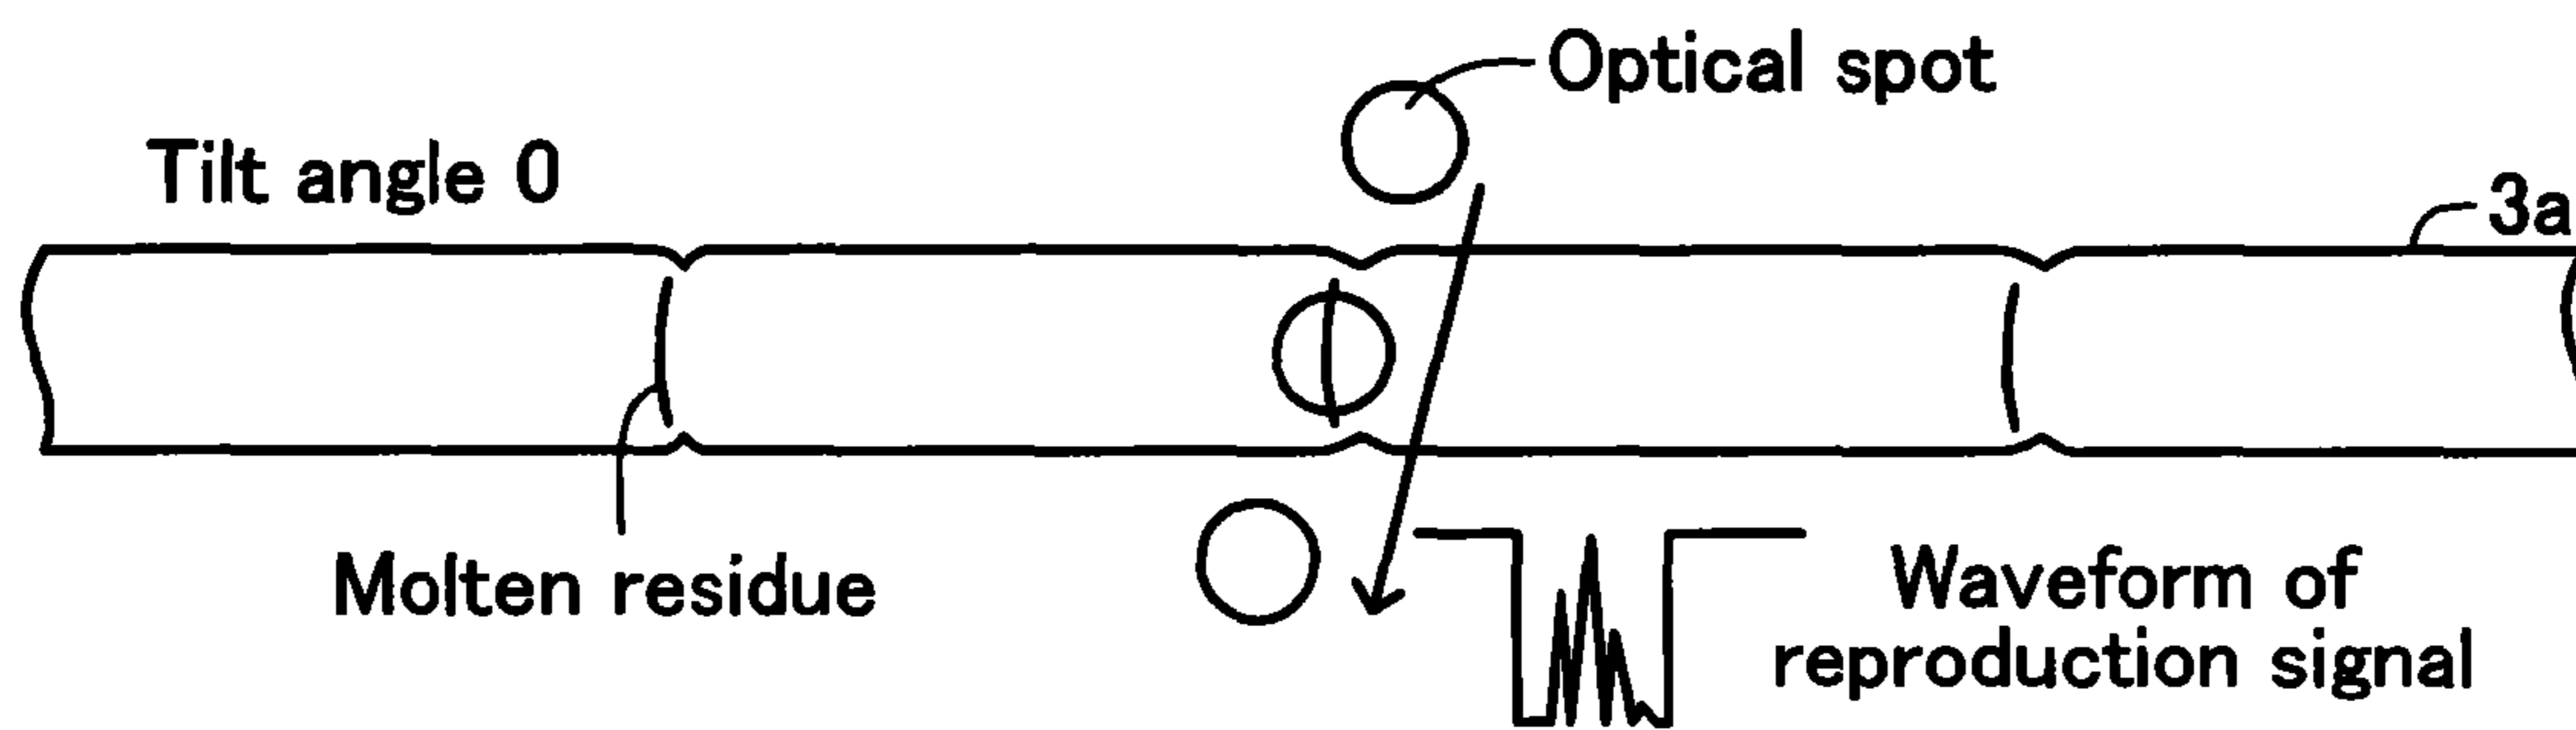 Optical spot
Tilt angle 0
3a
Molten residue
Waveform of
reproduction signal